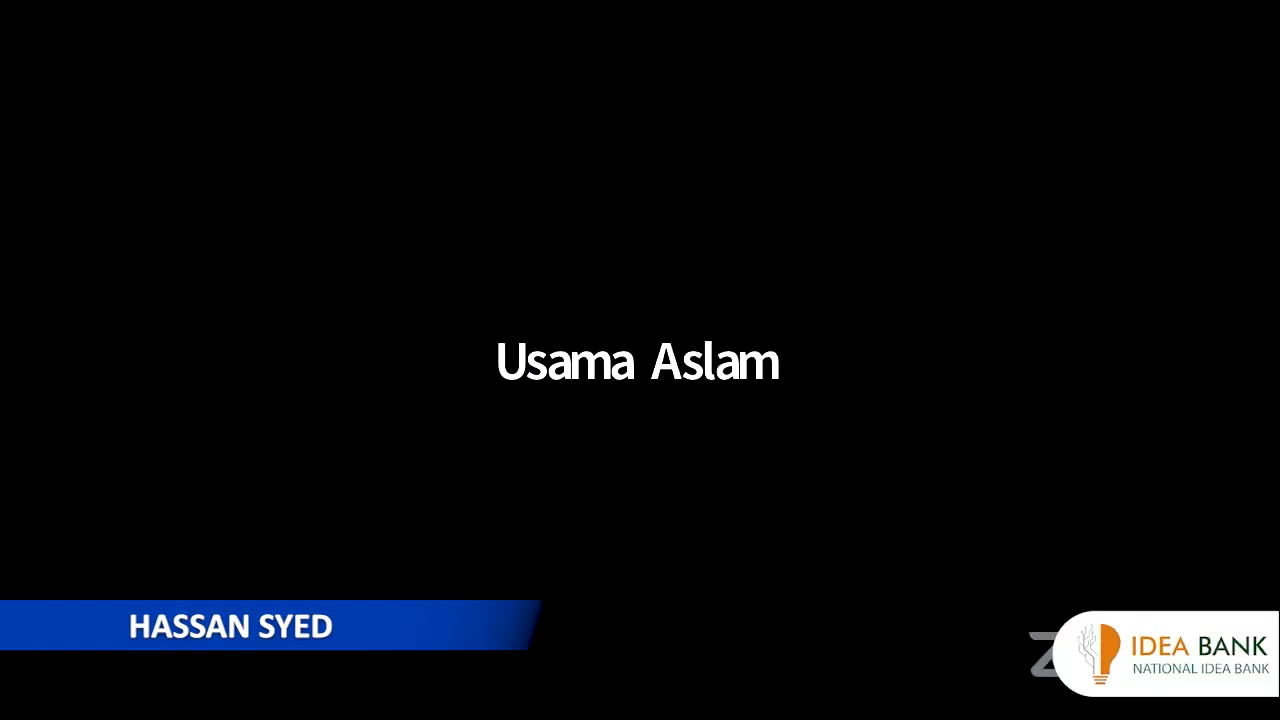 Usama Aslam
HASSAN SYED
IDEA BANK
NATIONAL IDEA BANK